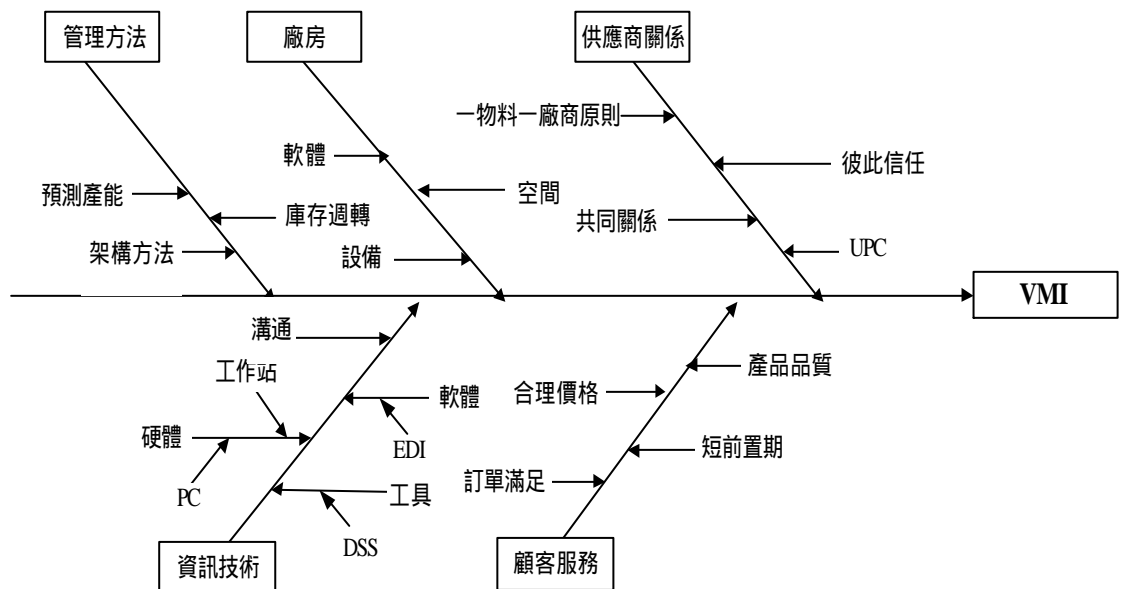 管理方法
廠房
供應商關係
一物料一廠商原則
軟體
彼此信任
預測產能
空間
庫存週轉
共同關係
架構方法
設備
UPC
VMI
溝通
工作站
產品品質
合理價格
軟體
硬體
EDI
短前置期
訂單滿足
PC
工具
DSS
資訊技術
顧客服務